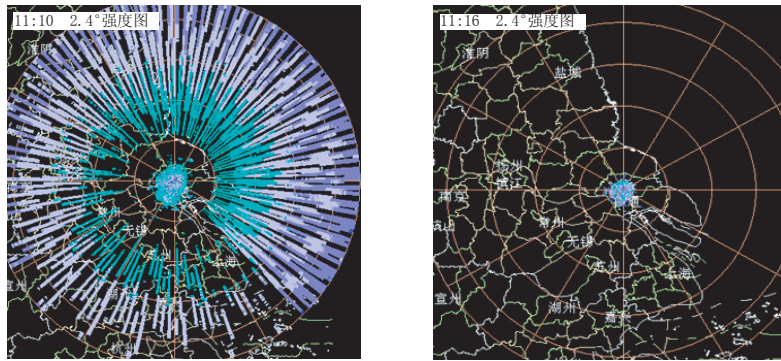 11:10 2.4°强度图
淮阴
常州
无锡
苏州
上海
宣州
杭州
11:16 2.4°强度图
淮阴
盐城
扬州
镇江
南京
常州
无锡
苏州
上海
宣州
湖州
嘉兴